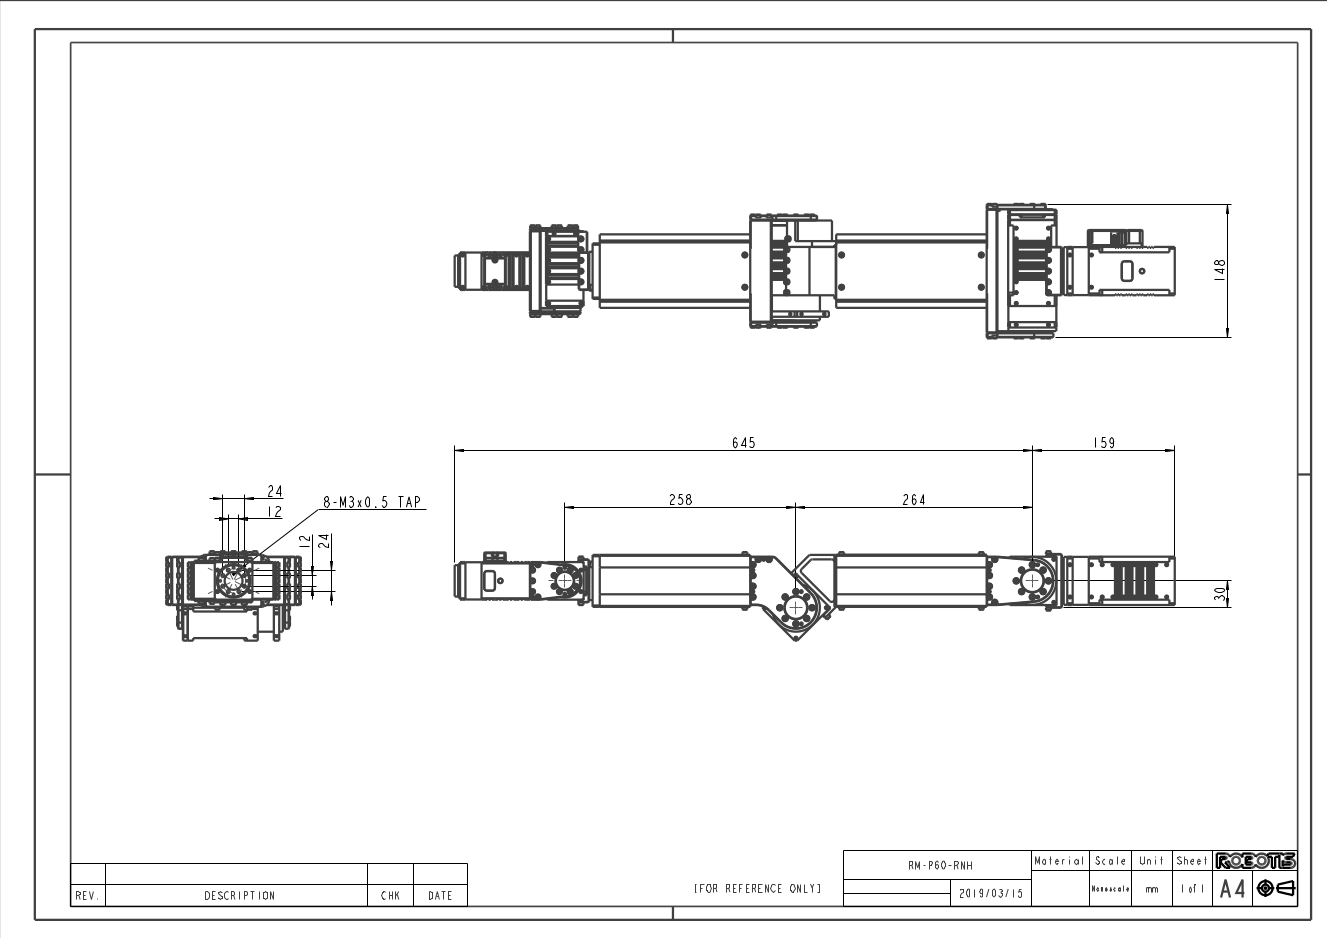 148
645
159
258
264
24
12
8-M3x0.5 TAP
12
24
30
RM-P60-RNH
Material
Scale
Unit
Sheet
ROBOTIS
Nonescale
mm
1 of 1
A4
2019/03/15
[FOR REFERENCE ONLY]
REV.
DESCRIPTION
CHK
DATE